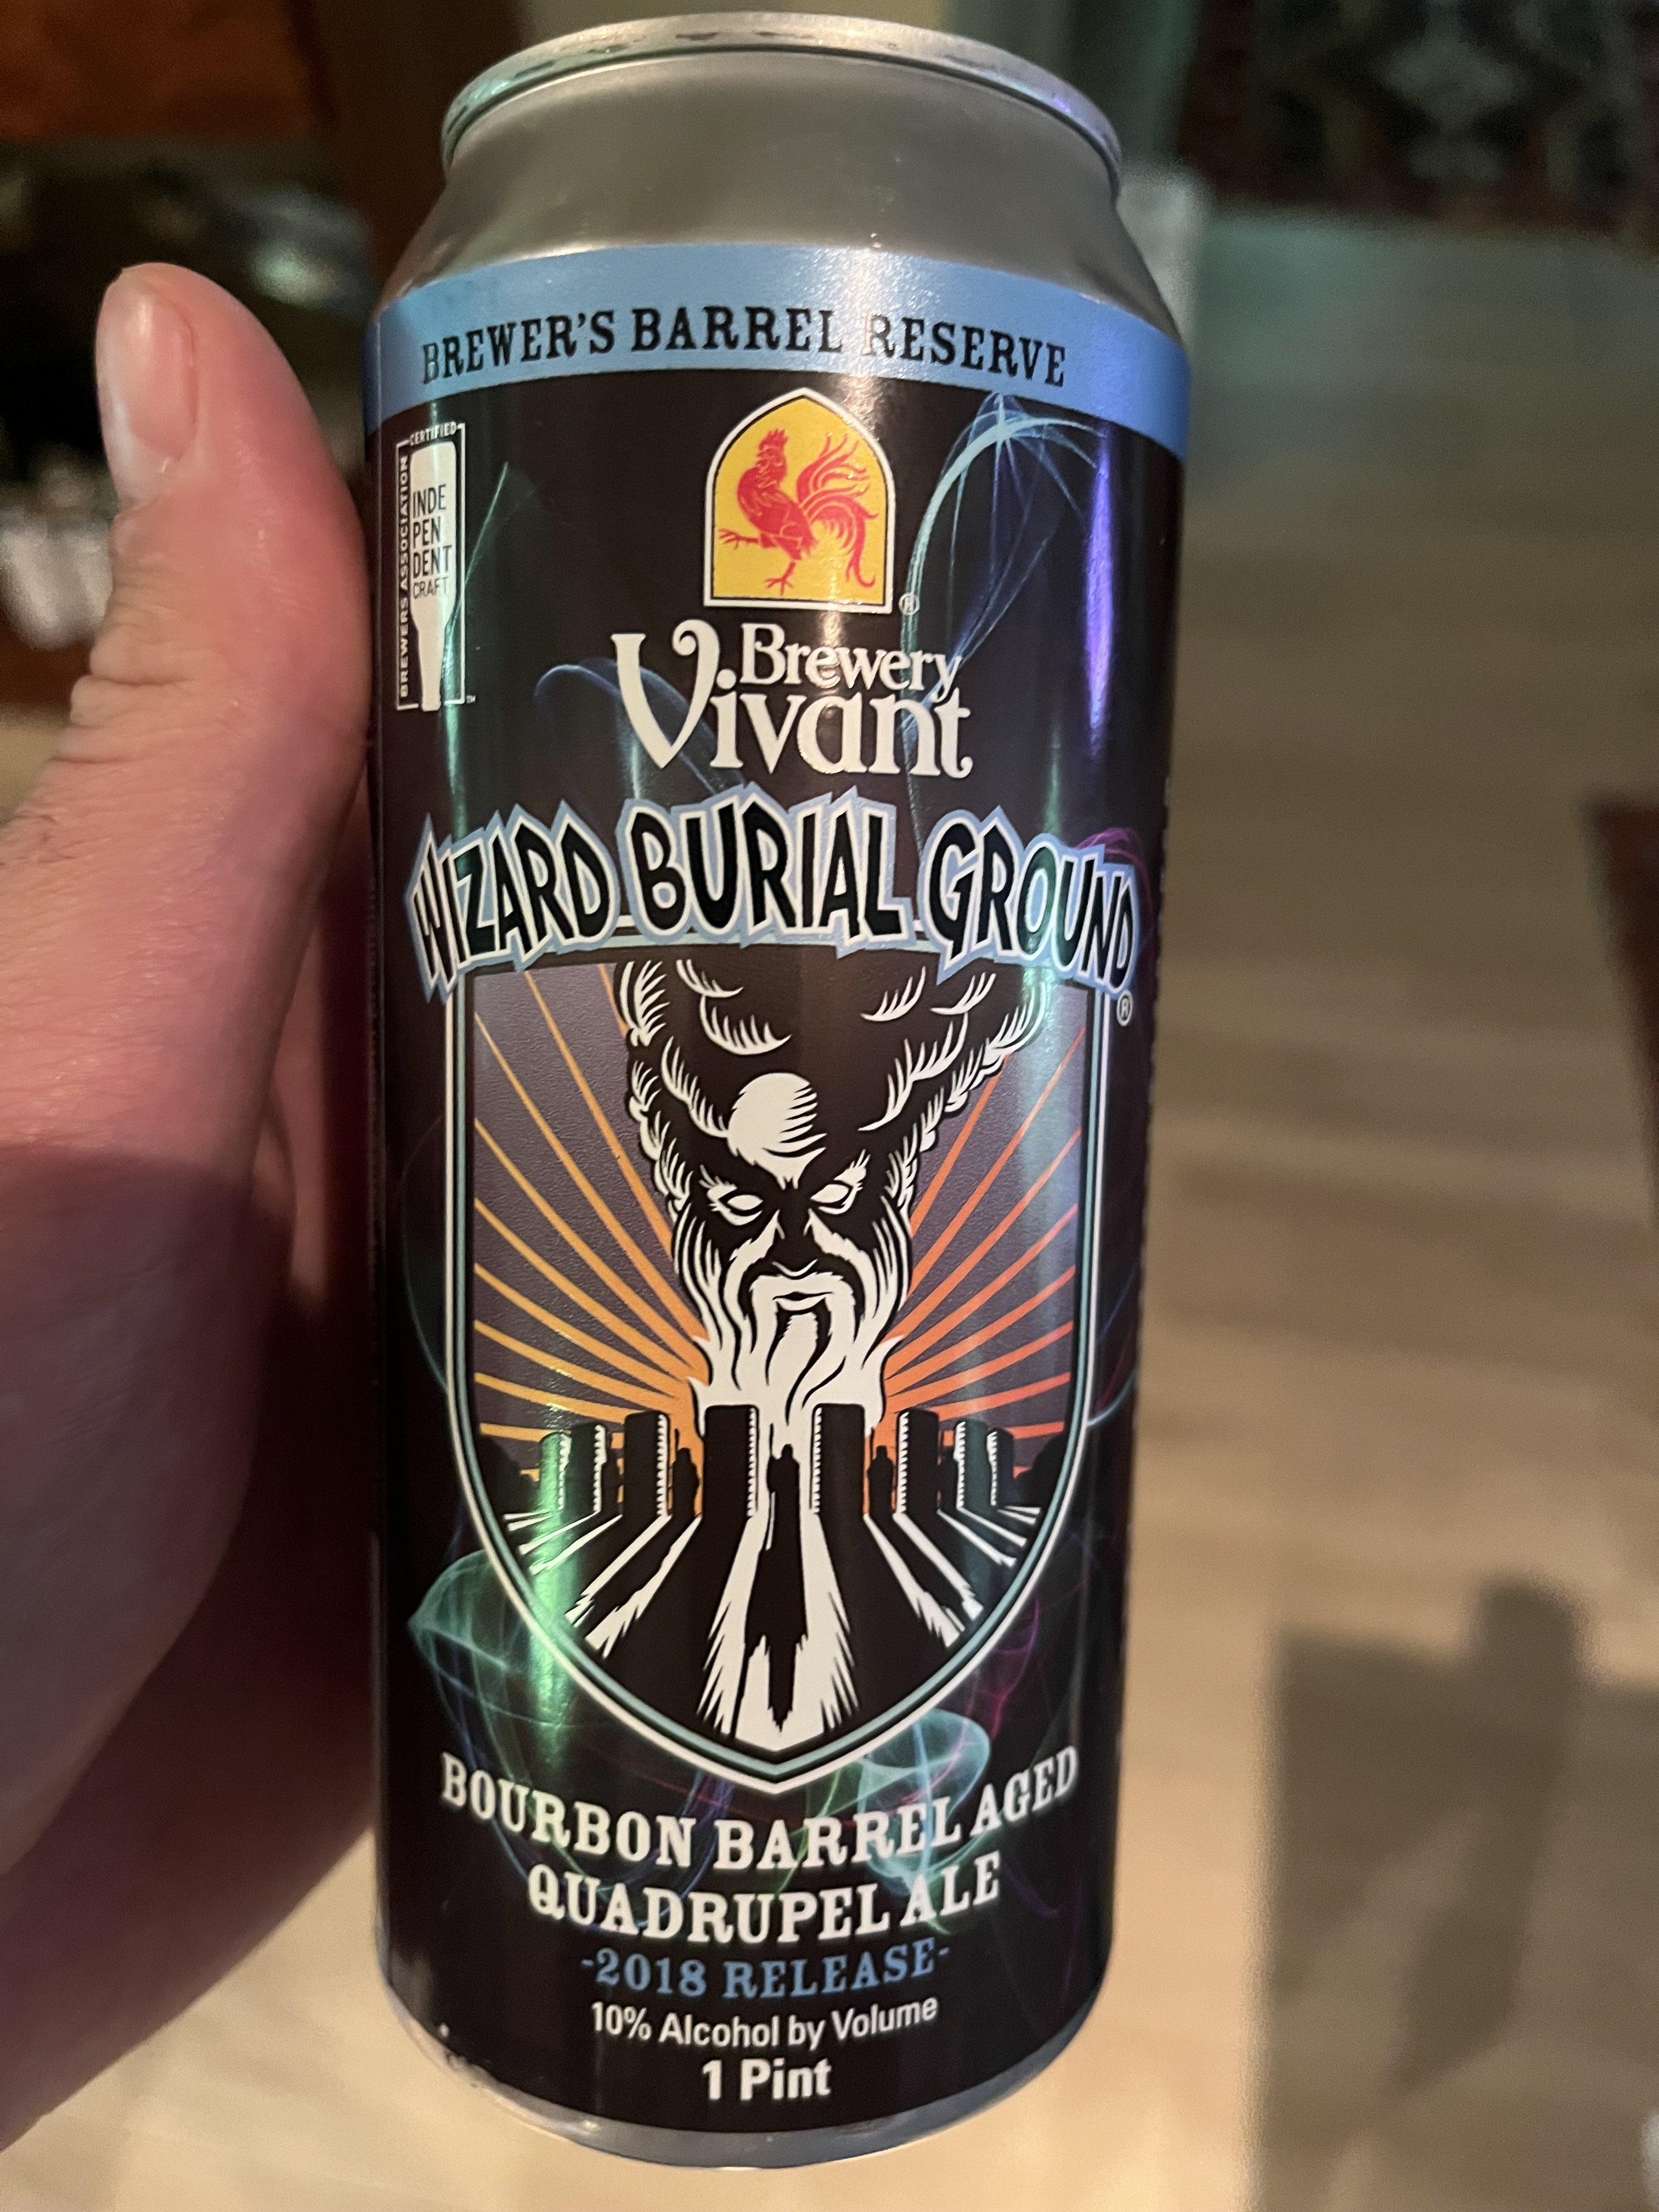 BREWER'S BARREL RESERVE
CERTIFIED
BREWERS ASSOCIATION
INDE
PEN
DENT
CRAFT
TM
®
Brewery
Vivant
WIZARD BURIAL GROUND
®
BOURBON BARREL AGED
QUADRUPEL ALE
-2018 RELEASE-
10% Alcohol by Volume
1 Pint